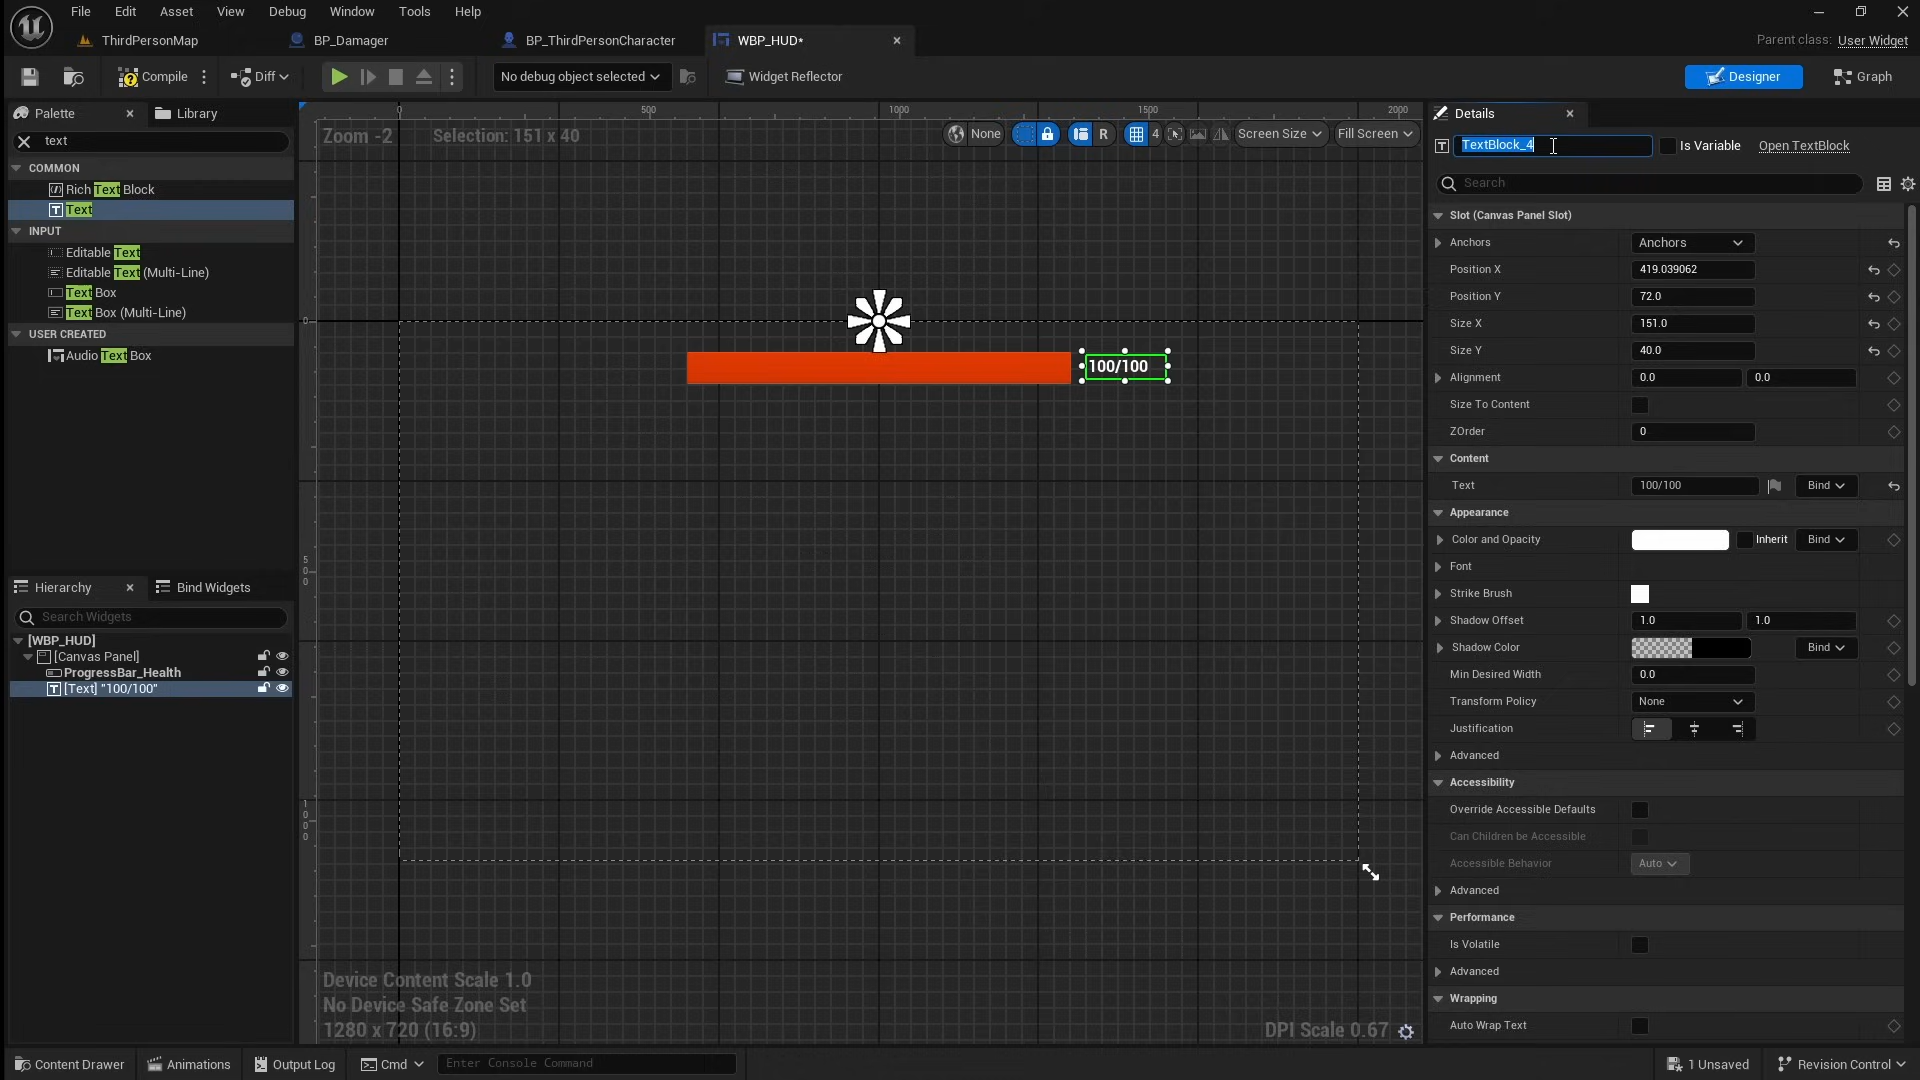 File Edit Asset View Debug Window Tools Help
ThirdPersonMap BP_Damager BP_ThirdPersonCharacter WBP_HUD*
Parent class: User Widget
Compile Diff No debug object selected Widget Reflector Designer Graph
Palette Library
text
COMMON
Rich Text Block
Text
INPUT
Editable Text
Editable Text (Multi-Line)
Text Box
Text Box (Multi-Line)
USER CREATED
Audio Text Box
Hierarchy Bind Widgets
Search Widgets
[WBP_HUD]
[Canvas Panel]
ProgressBar_Health
[Text] "100/100"
0 500 1000 1500 2000
Zoom -2 Selection: 151 x 40 None R 4 Screen Size Fill Screen
0
100/100
500
1000
Device Content Scale 1.0
No Device Safe Zone Set
1280 x 720 (16:9)
DPI Scale 0.67
Details
TextBlock_4 Is Variable Open TextBlock
Search
Slot (Canvas Panel Slot)
Anchors Anchors
Position X 419.039062
Position Y 72.0
Size X 151.0
Size Y 40.0
Alignment 0.0 0.0
Size To Content
ZOrder 0
Content
Text 100/100 Bind
Appearance
Color and Opacity Inherit Bind
Font
Strike Brush
Shadow Offset 1.0 1.0
Shadow Color Bind
Min Desired Width 0.0
Transform Policy None
Justification
Advanced
Accessibility
Override Accessible Defaults
Can Children be Accessible
Accessible Behavior Auto
Advanced
Performance
Is Volatile
Advanced
Wrapping
Auto Wrap Text
Content Drawer Animations Output Log Cmd Enter Console Command 1 Unsaved Revision Control